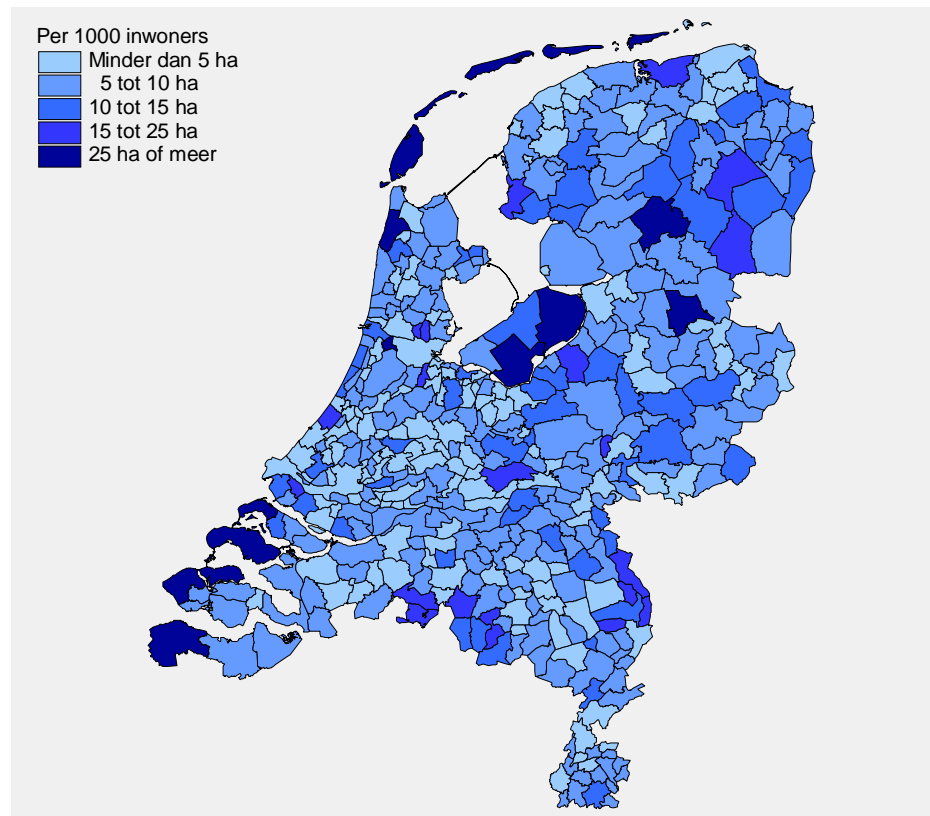 Per 1000 inwoners
Minder dan 5 ha
5 tot 10 ha
10 tot 15 ha
15 tot 25 ha
25 ha of meer